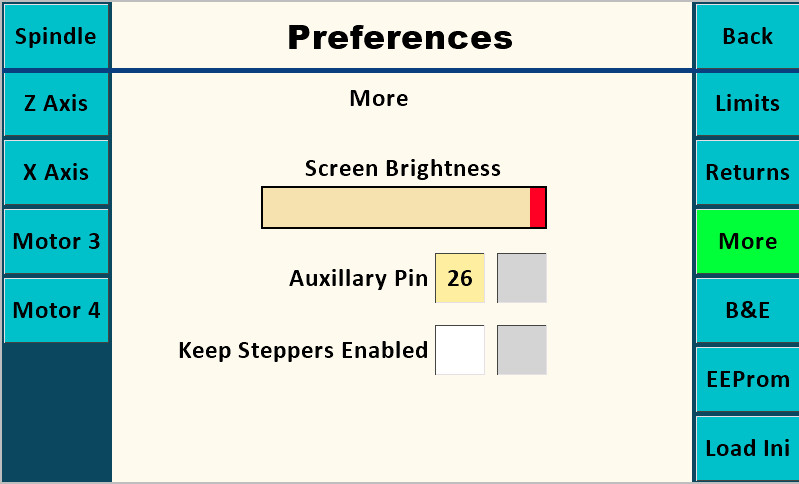 Spindle
Preferences
Back
Z Axis
More
Limits
X Axis
Screen Brightness
Returns
Motor 3
More
Auxillary Pin 26
Motor 4
B&E
Keep Steppers Enabled
EEProm
Load Ini